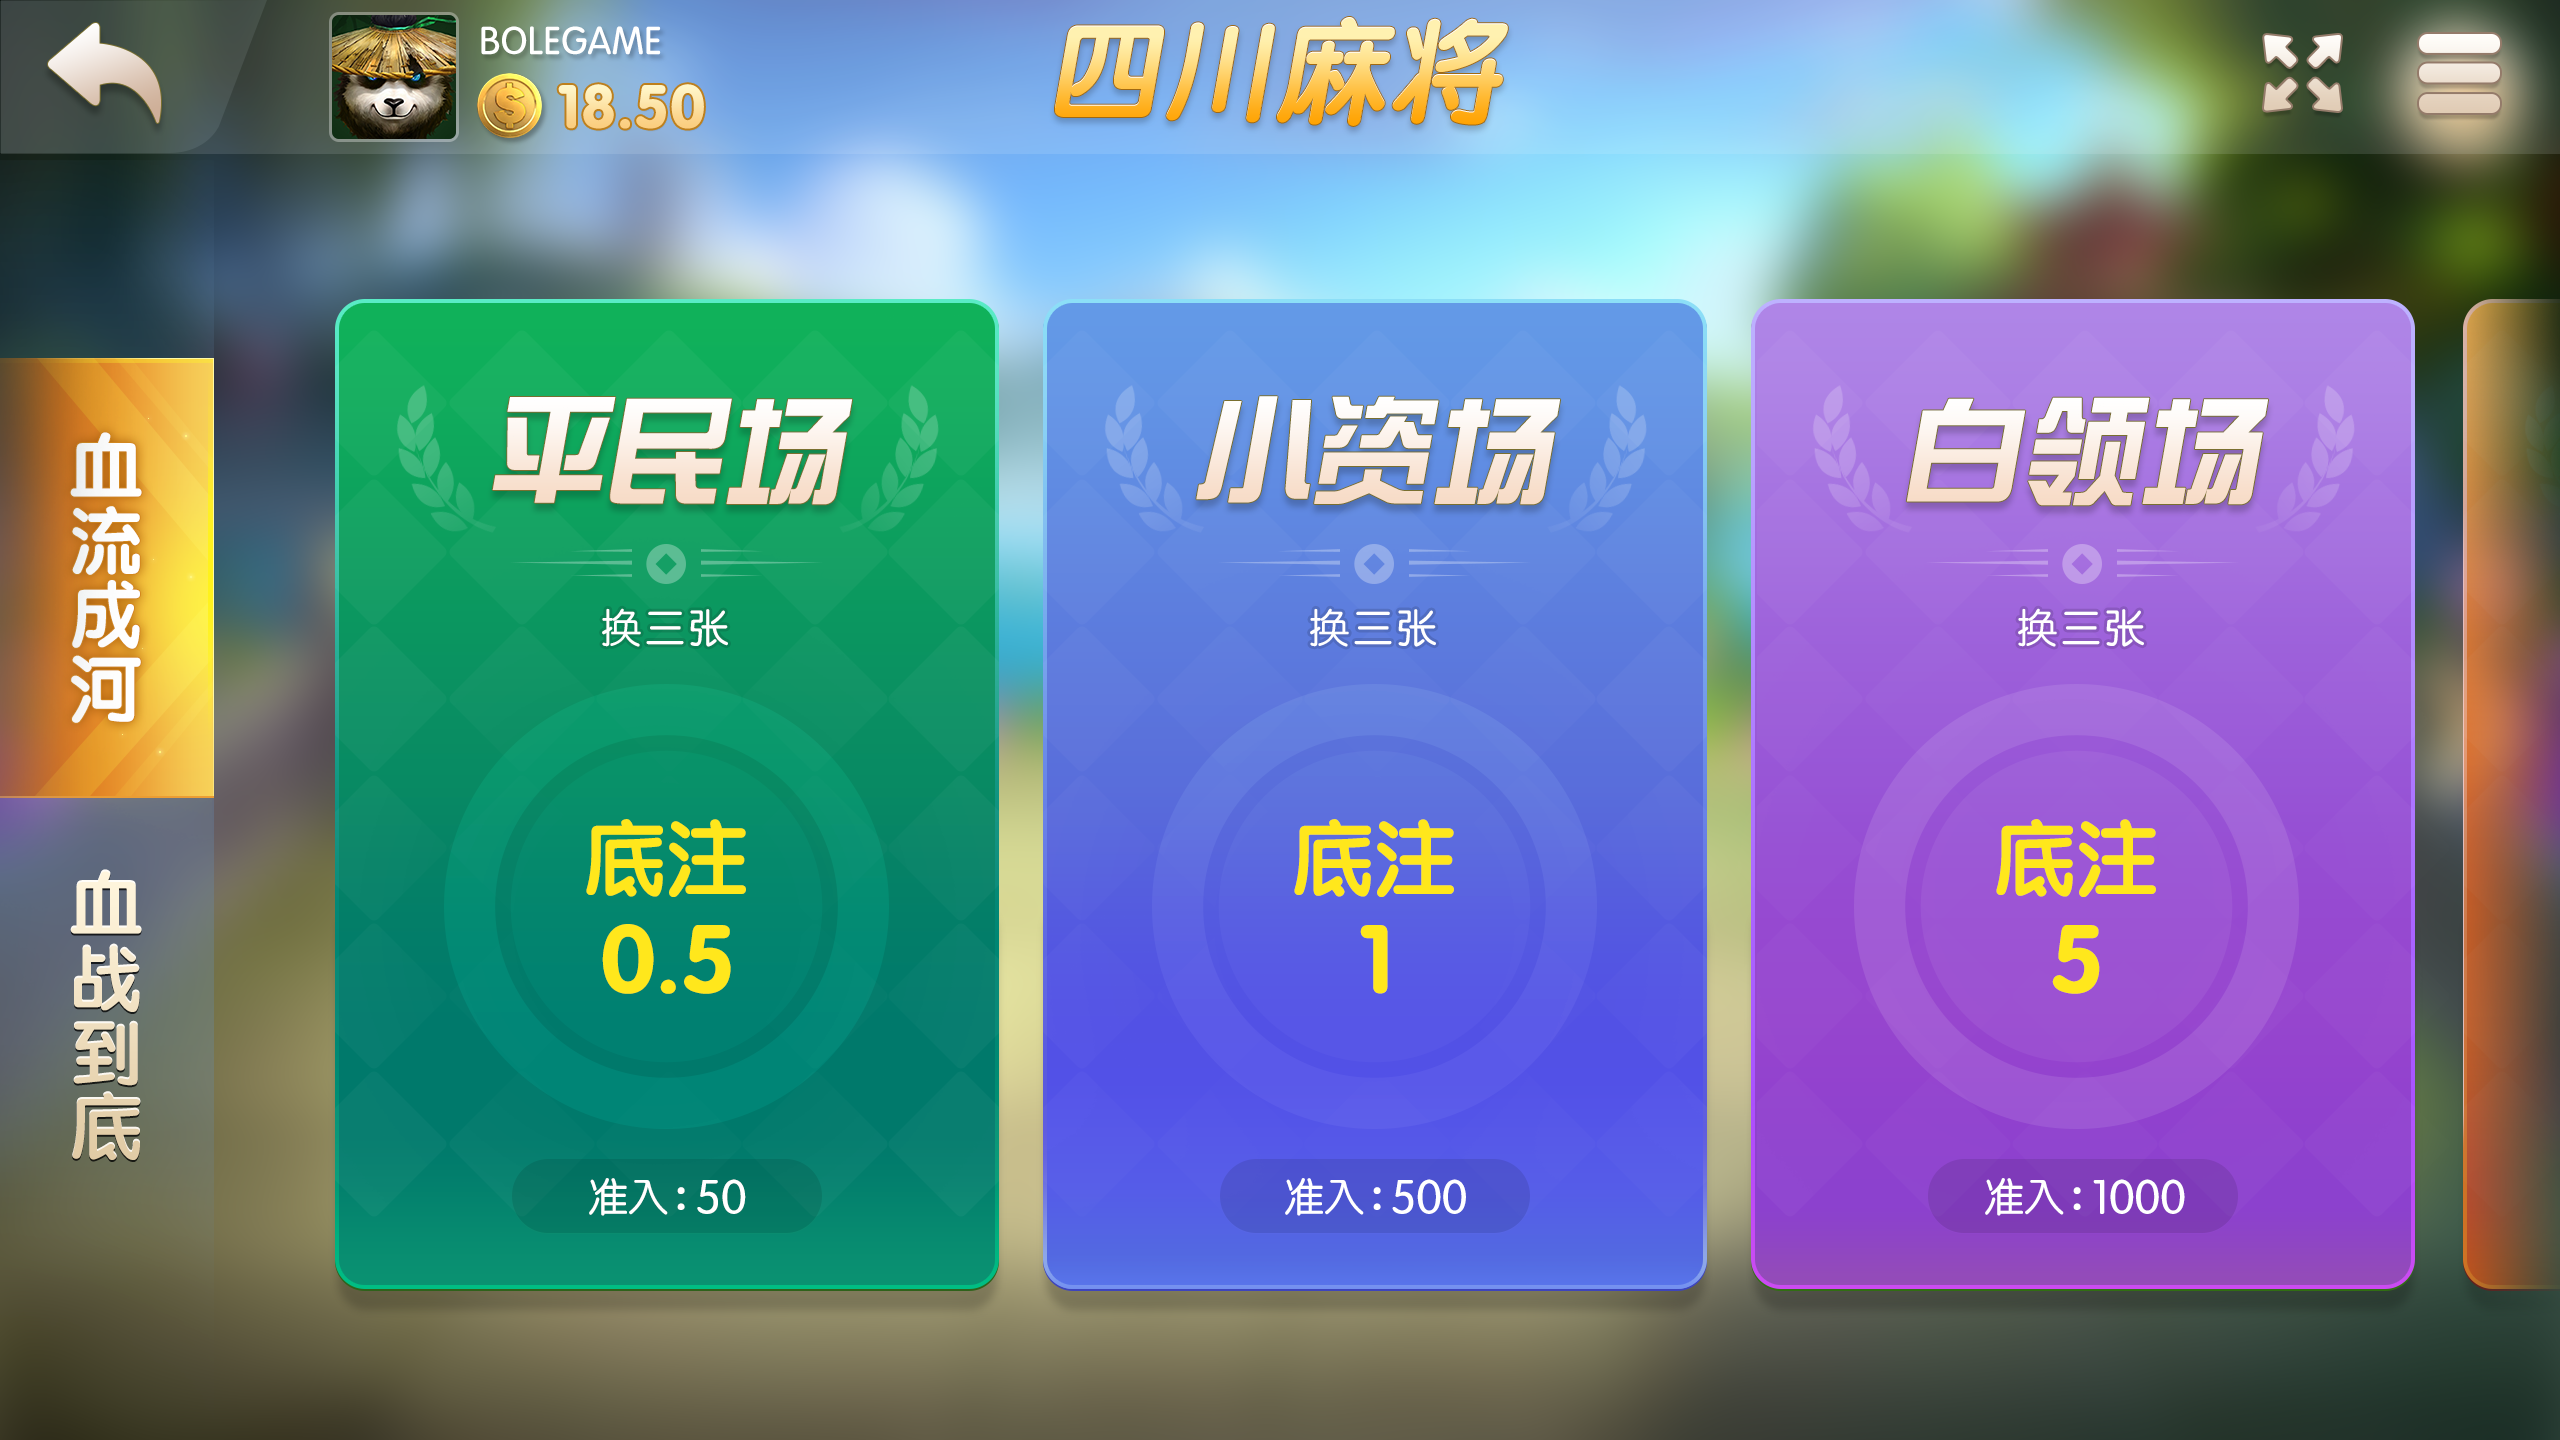 BOLEGAME
18.50
四川麻将
血流成河
血战到底
平民场
换三张
底注
0.5
准入:50
小资场
换三张
底注
1
准入:500
白领场
换三张
底注
5
准入:1000